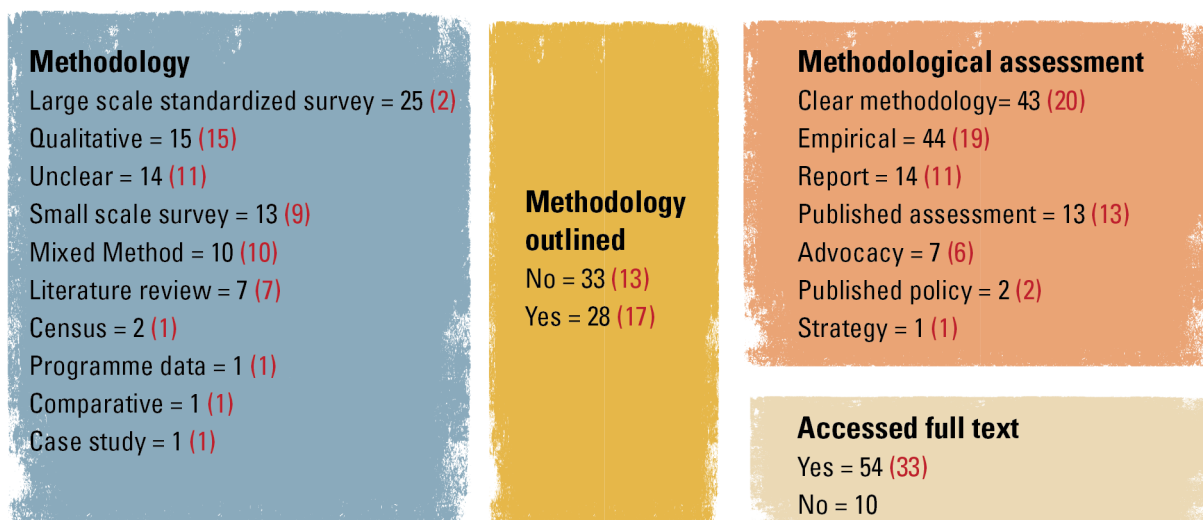 Methodology
Large scale standardized survey = 25 (2)
Qualitative = 15 (15)
Unclear = 14 (11)
Small scale survey = 13 (9)
Mixed Method = 10 (10)
Literature review = 7 (7)
Census = 2 (1)
Programme data = 1 (1)
Comparative = 1 (1)
Case study = 1 (1)
Methodology
outlined
No = 33 (13)
Yes = 28 (17)
Methodological assessment
Clear methodology= 43 (20)
Empirical = 44 (19)
Report = 14 (11)
Published assessment = 13 (13)
Advocacy = 7 (6)
Published policy = 2 (2)
Strategy = 1 (1)
Accessed full text
Yes = 54 (33)
No = 10